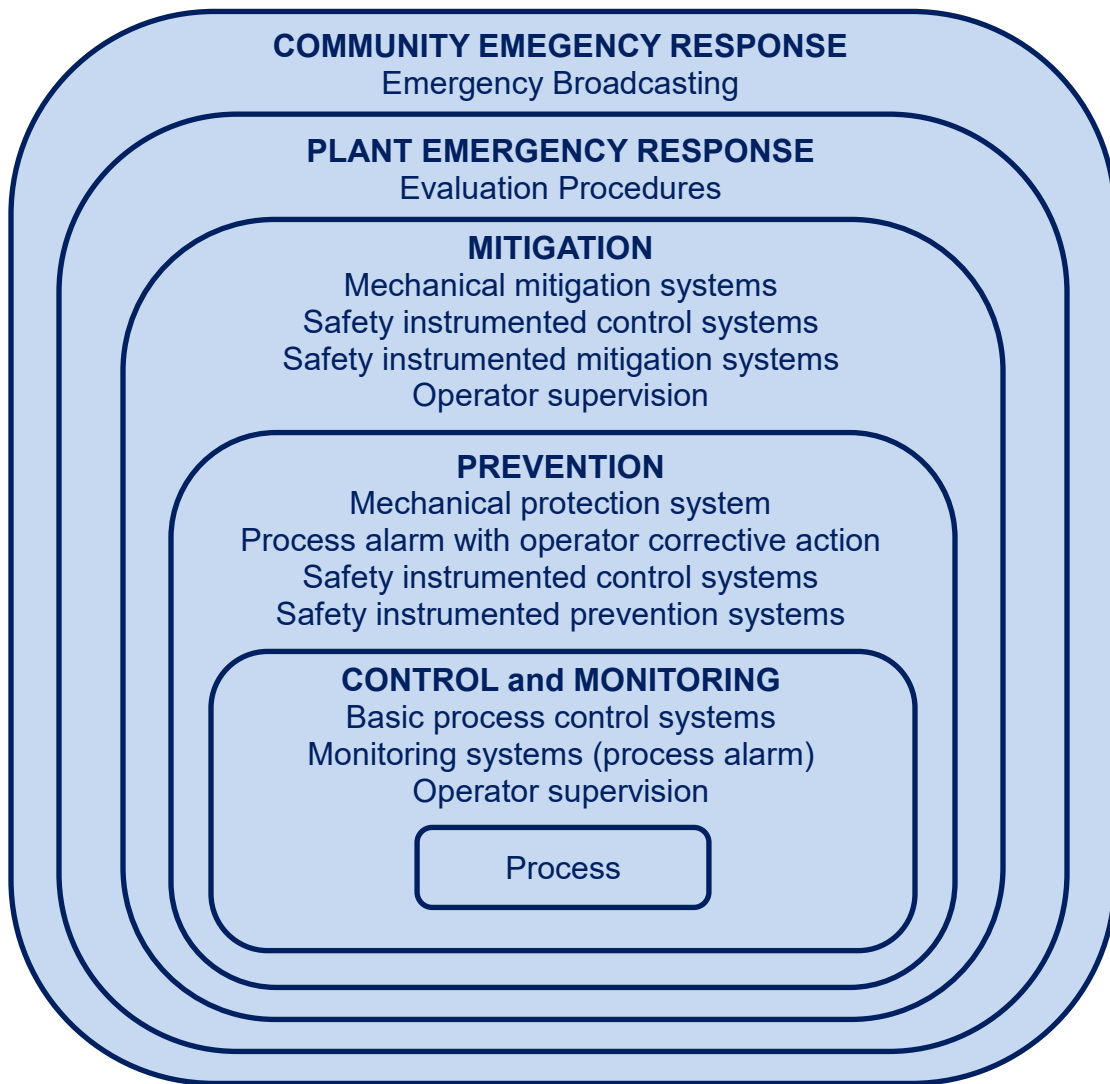 COMMUNITY EMEGENCY RESPONSE
Emergency Broadcasting
PLANT EMERGENCY RESPONSE
Evaluation Procedures
MITIGATION
Mechanical mitigation systems
Safety instrumented control systems
Safety instrumented mitigation systems
Operator supervision
PREVENTION
Mechanical protection system
Process alarm with operator corrective action
Safety instrumented control systems
Safety instrumented prevention systems
CONTROL and MONITORING
Basic process control systems
Monitoring systems (process alarm)
Operator supervision
Process